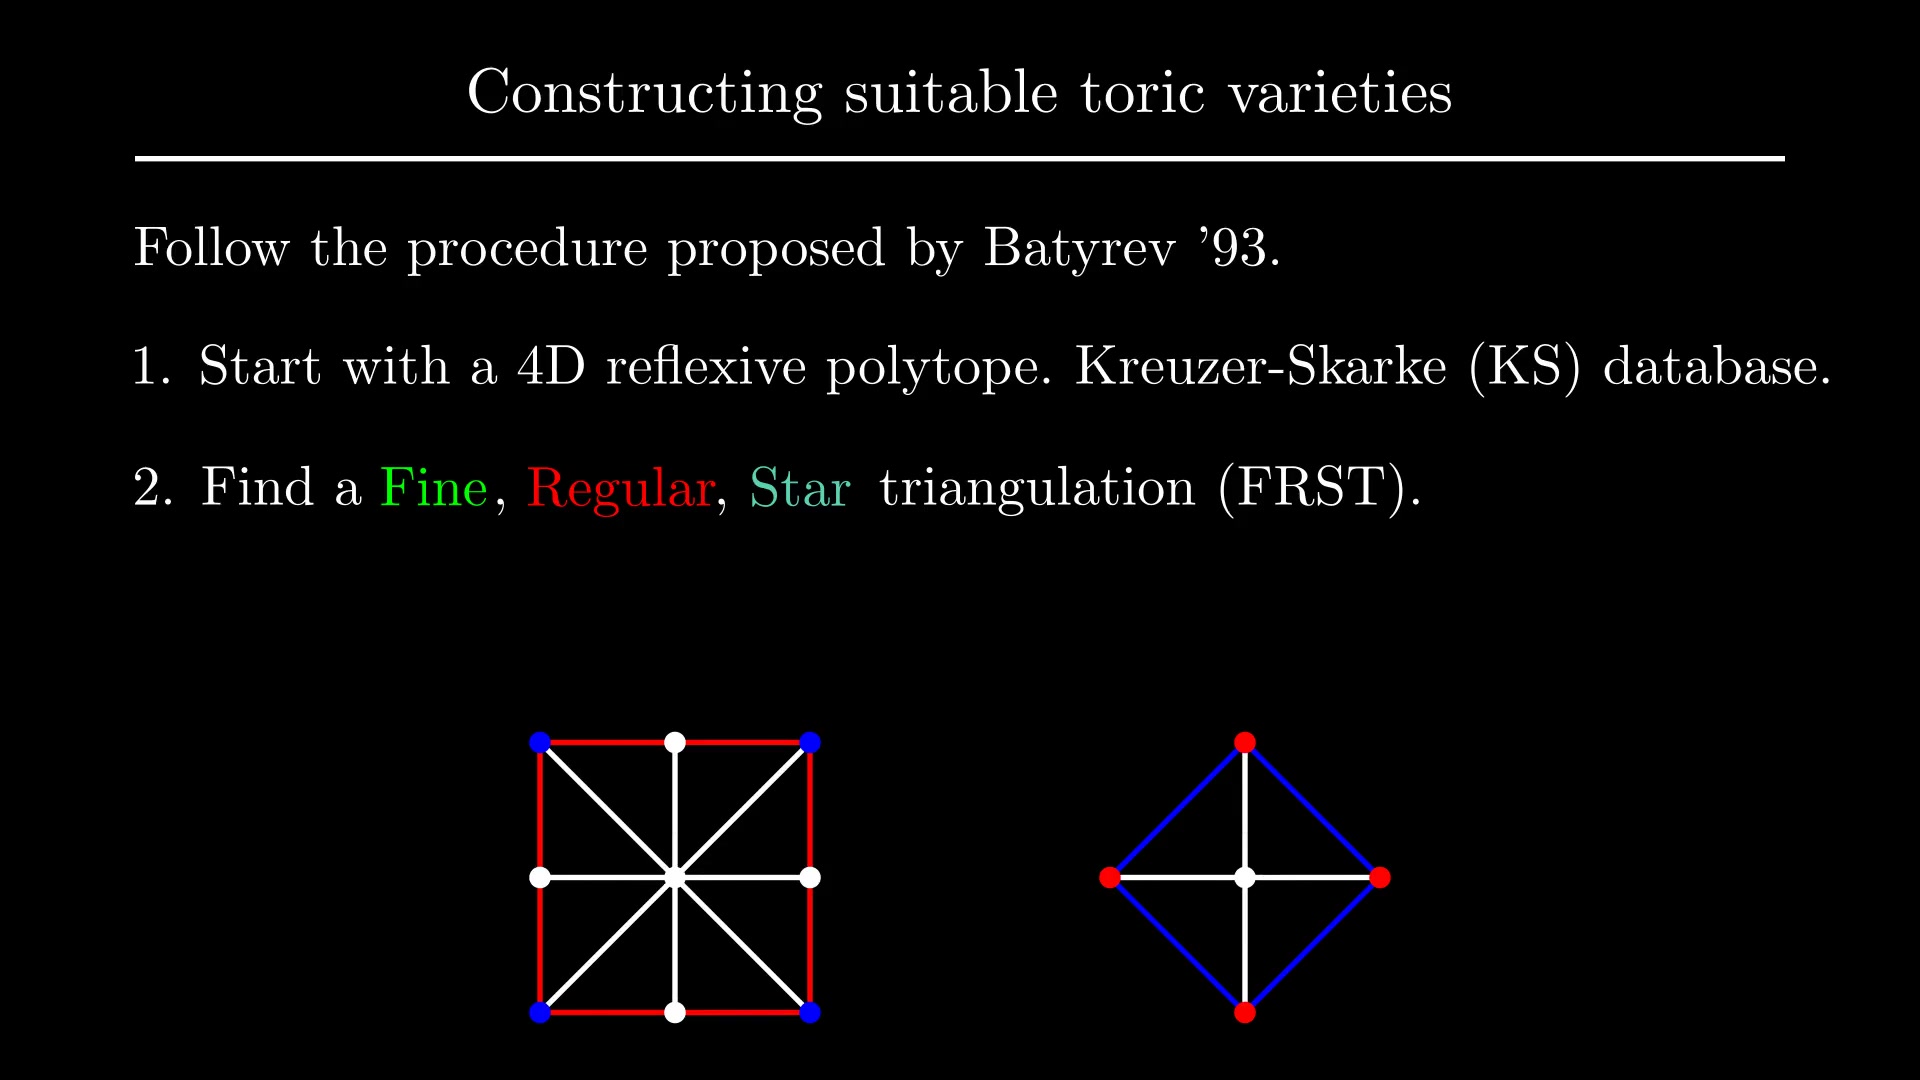 Constructing suitable toric varieties
Follow the procedure proposed by Batyrev ’93.
1. Start with a 4D reflexive polytope. Kreuzer-Skarke (KS) database.
2. Find a Fine, Regular, Star triangulation (FRST).